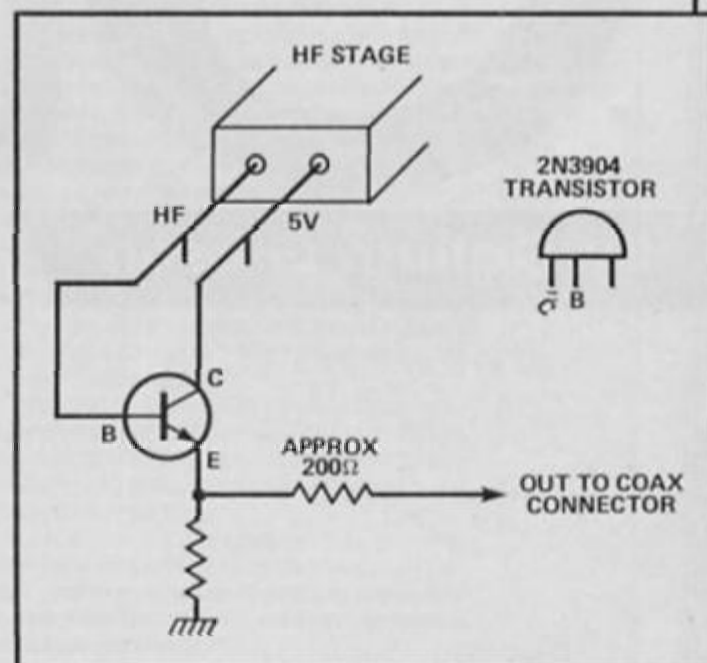 HF STAGE
HF
5V
2N3904
TRANSISTOR
B
C
B
E
APPROX
200Ω
OUT TO COAX
CONNECTOR